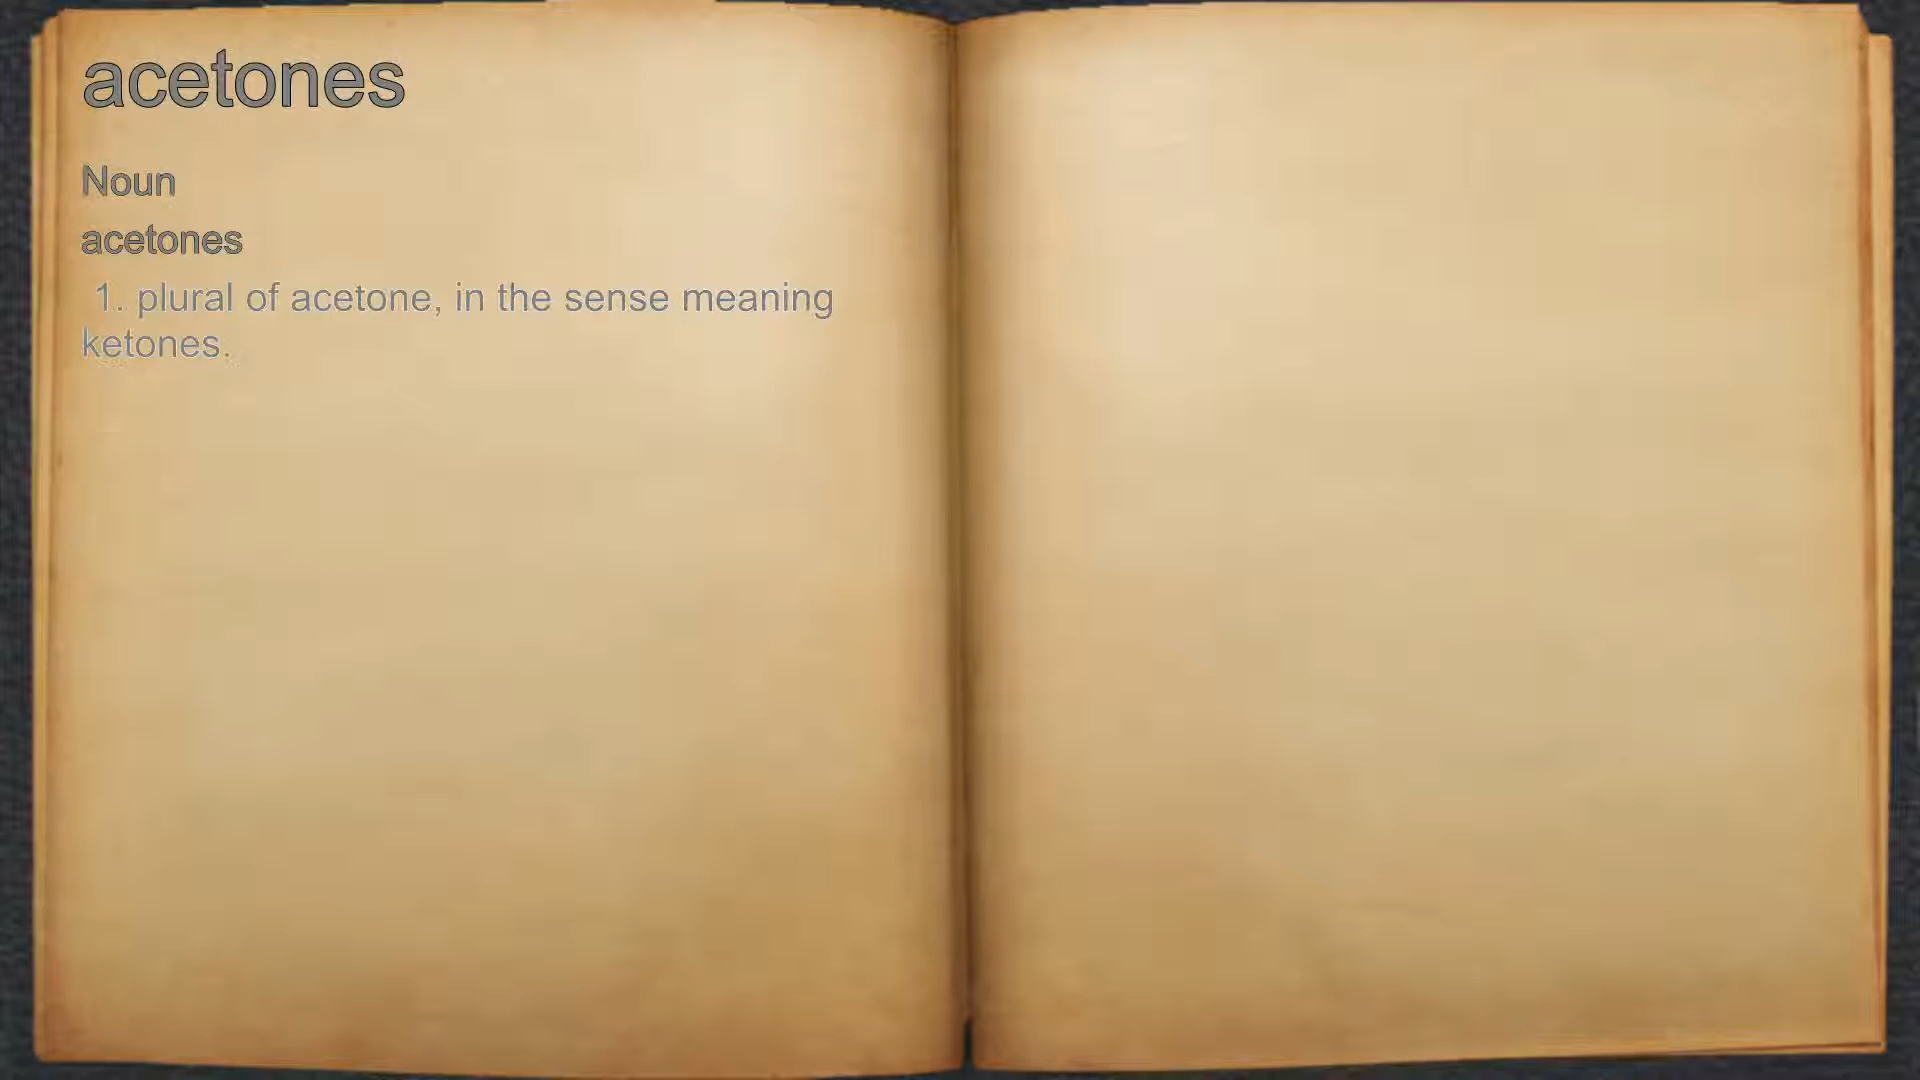 acetones
Noun
acetones
1. plural of acetone, in the sense meaning
ketones.